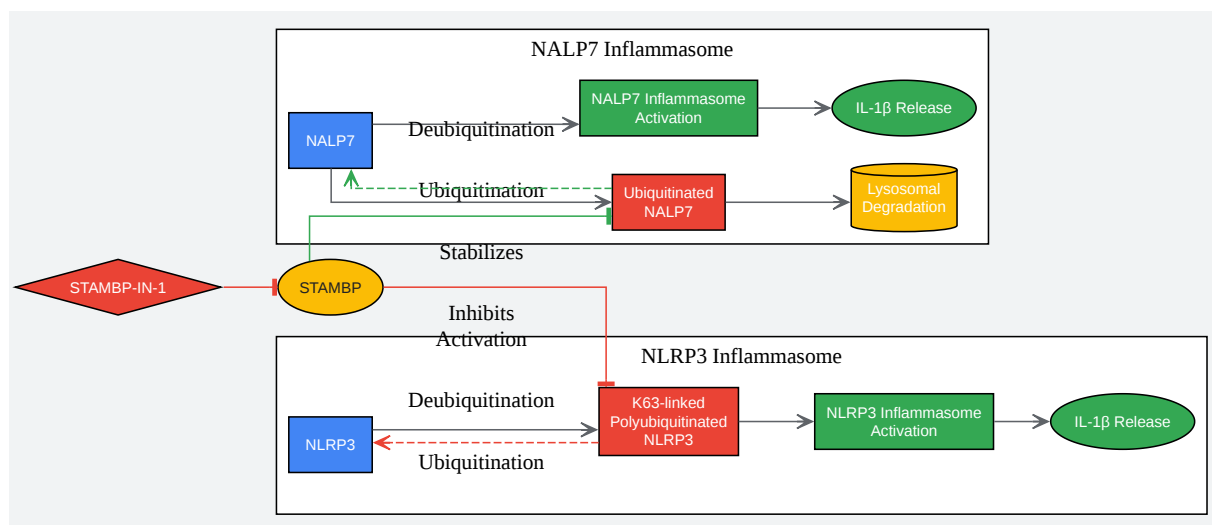 NALP7 Inflammasome
NALP7 Inflammasome
Activation
IL-1β Release
Deubiquitination
NALP7
Ubiquitination
Ubiquitinated
NALP7
Lysosomal
Degradation
Stabilizes
STAMBP-IN-1
STAMBP
Inhibits
Activation
NLRP3 Inflammasome
Deubiquitination
K63-linked
Polyubiquitinated
NLRP3
NLRP3 Inflammasome
Activation
IL-1β Release
NLRP3
Ubiquitination